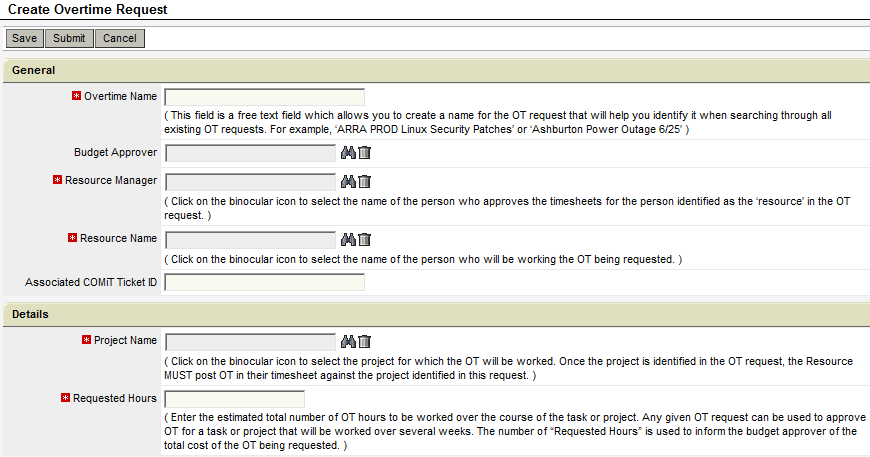 Create Overtime Request
Save Submit Cancel
General
Overtime Name
( This field is a free text field which allows you to create a name for the OT request that will help you identify it when searching through all
existing OT requests. For example, ‘ARRA PROD Linux Security Patches’ or ‘Ashburton Power Outage 6/25’ )
Budget Approver
Resource Manager
( Click on the binocular icon to select the name of the person who approves the timesheets for the person identified as the ‘resource’ in the OT
request. )
Resource Name
( Click on the binocular icon to select the name of the person who will be working the OT being requested. )
Associated COMiT Ticket ID
Details
Project Name
( Click on the binocular icon to select the project for which the OT will be worked. Once the project is identified in the OT request, the Resource
MUST post OT in their timesheet against the project identified in this request. )
Requested Hours
( Enter the estimated total number of OT hours to be worked over the course of the task or project. Any given OT request can be used to approve
OT for a task or project that will be worked over several weeks. The number of “Requested Hours” is used to inform the budget approver of the
total cost of the OT being requested. )